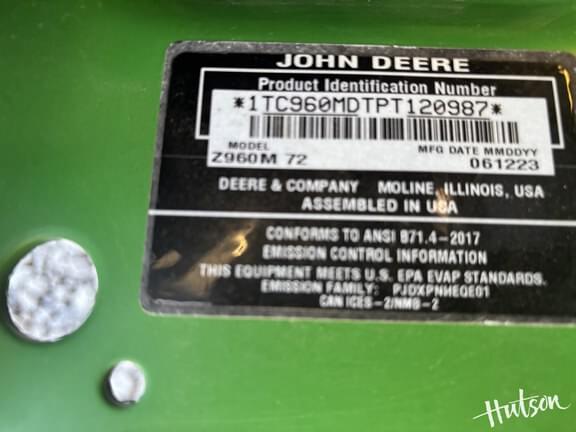 JOHN DEERE
Product Identification Number
*1TC960MDTPT120987*
MODEL MFG DATE MMDDYY
Z960M 72 061223
DEERE & COMPANY MOLINE, ILLINOIS, USA
ASSEMBLED IN USA
CONFORMS TO ANSI B71.4-2017
EMISSION CONTROL INFORMATION
THIS EQUIPMENT MEETS U.S. EPA EVAP STANDARDS.
EMISSION FAMILY: PJDXPNHEQE01
CAN ICES-2/NMB-2
Hutson